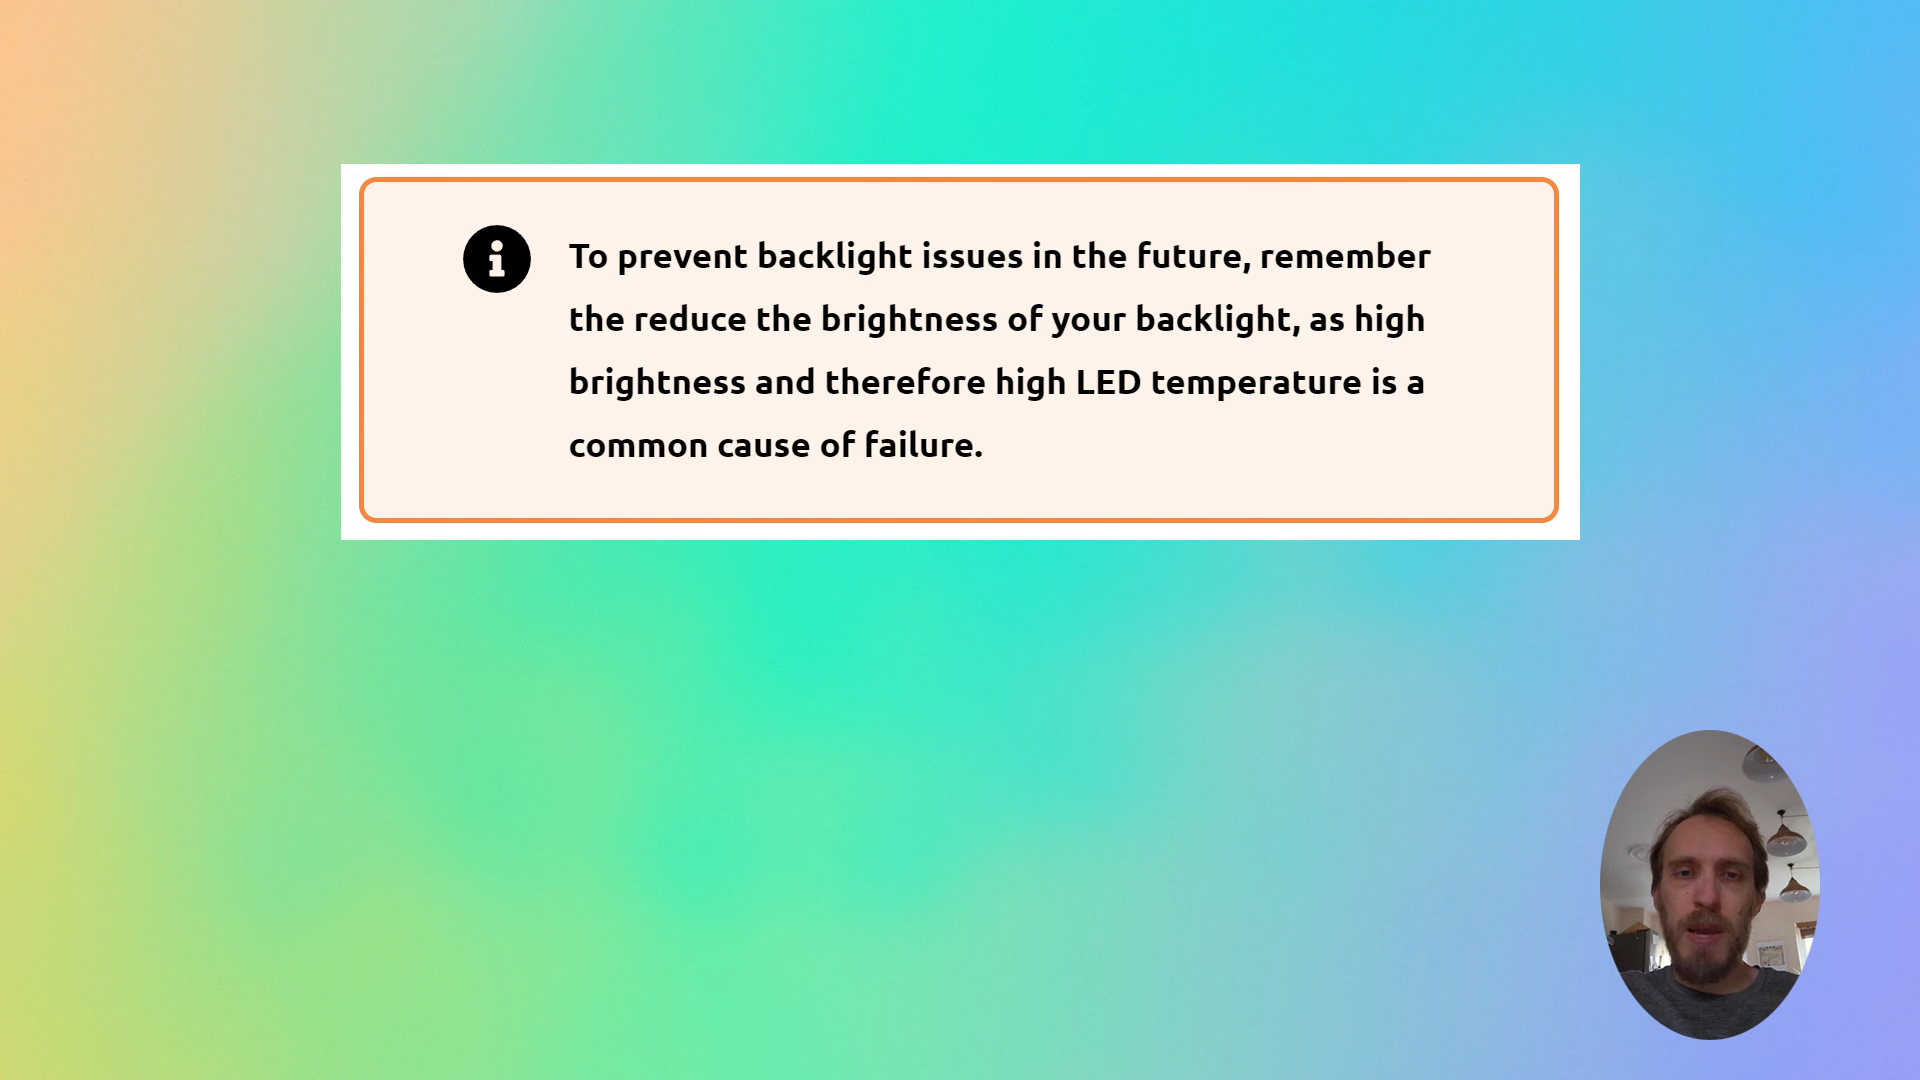 To prevent backlight issues in the future, remember
the reduce the brightness of your backlight, as high
brightness and therefore high LED temperature is a
common cause of failure.